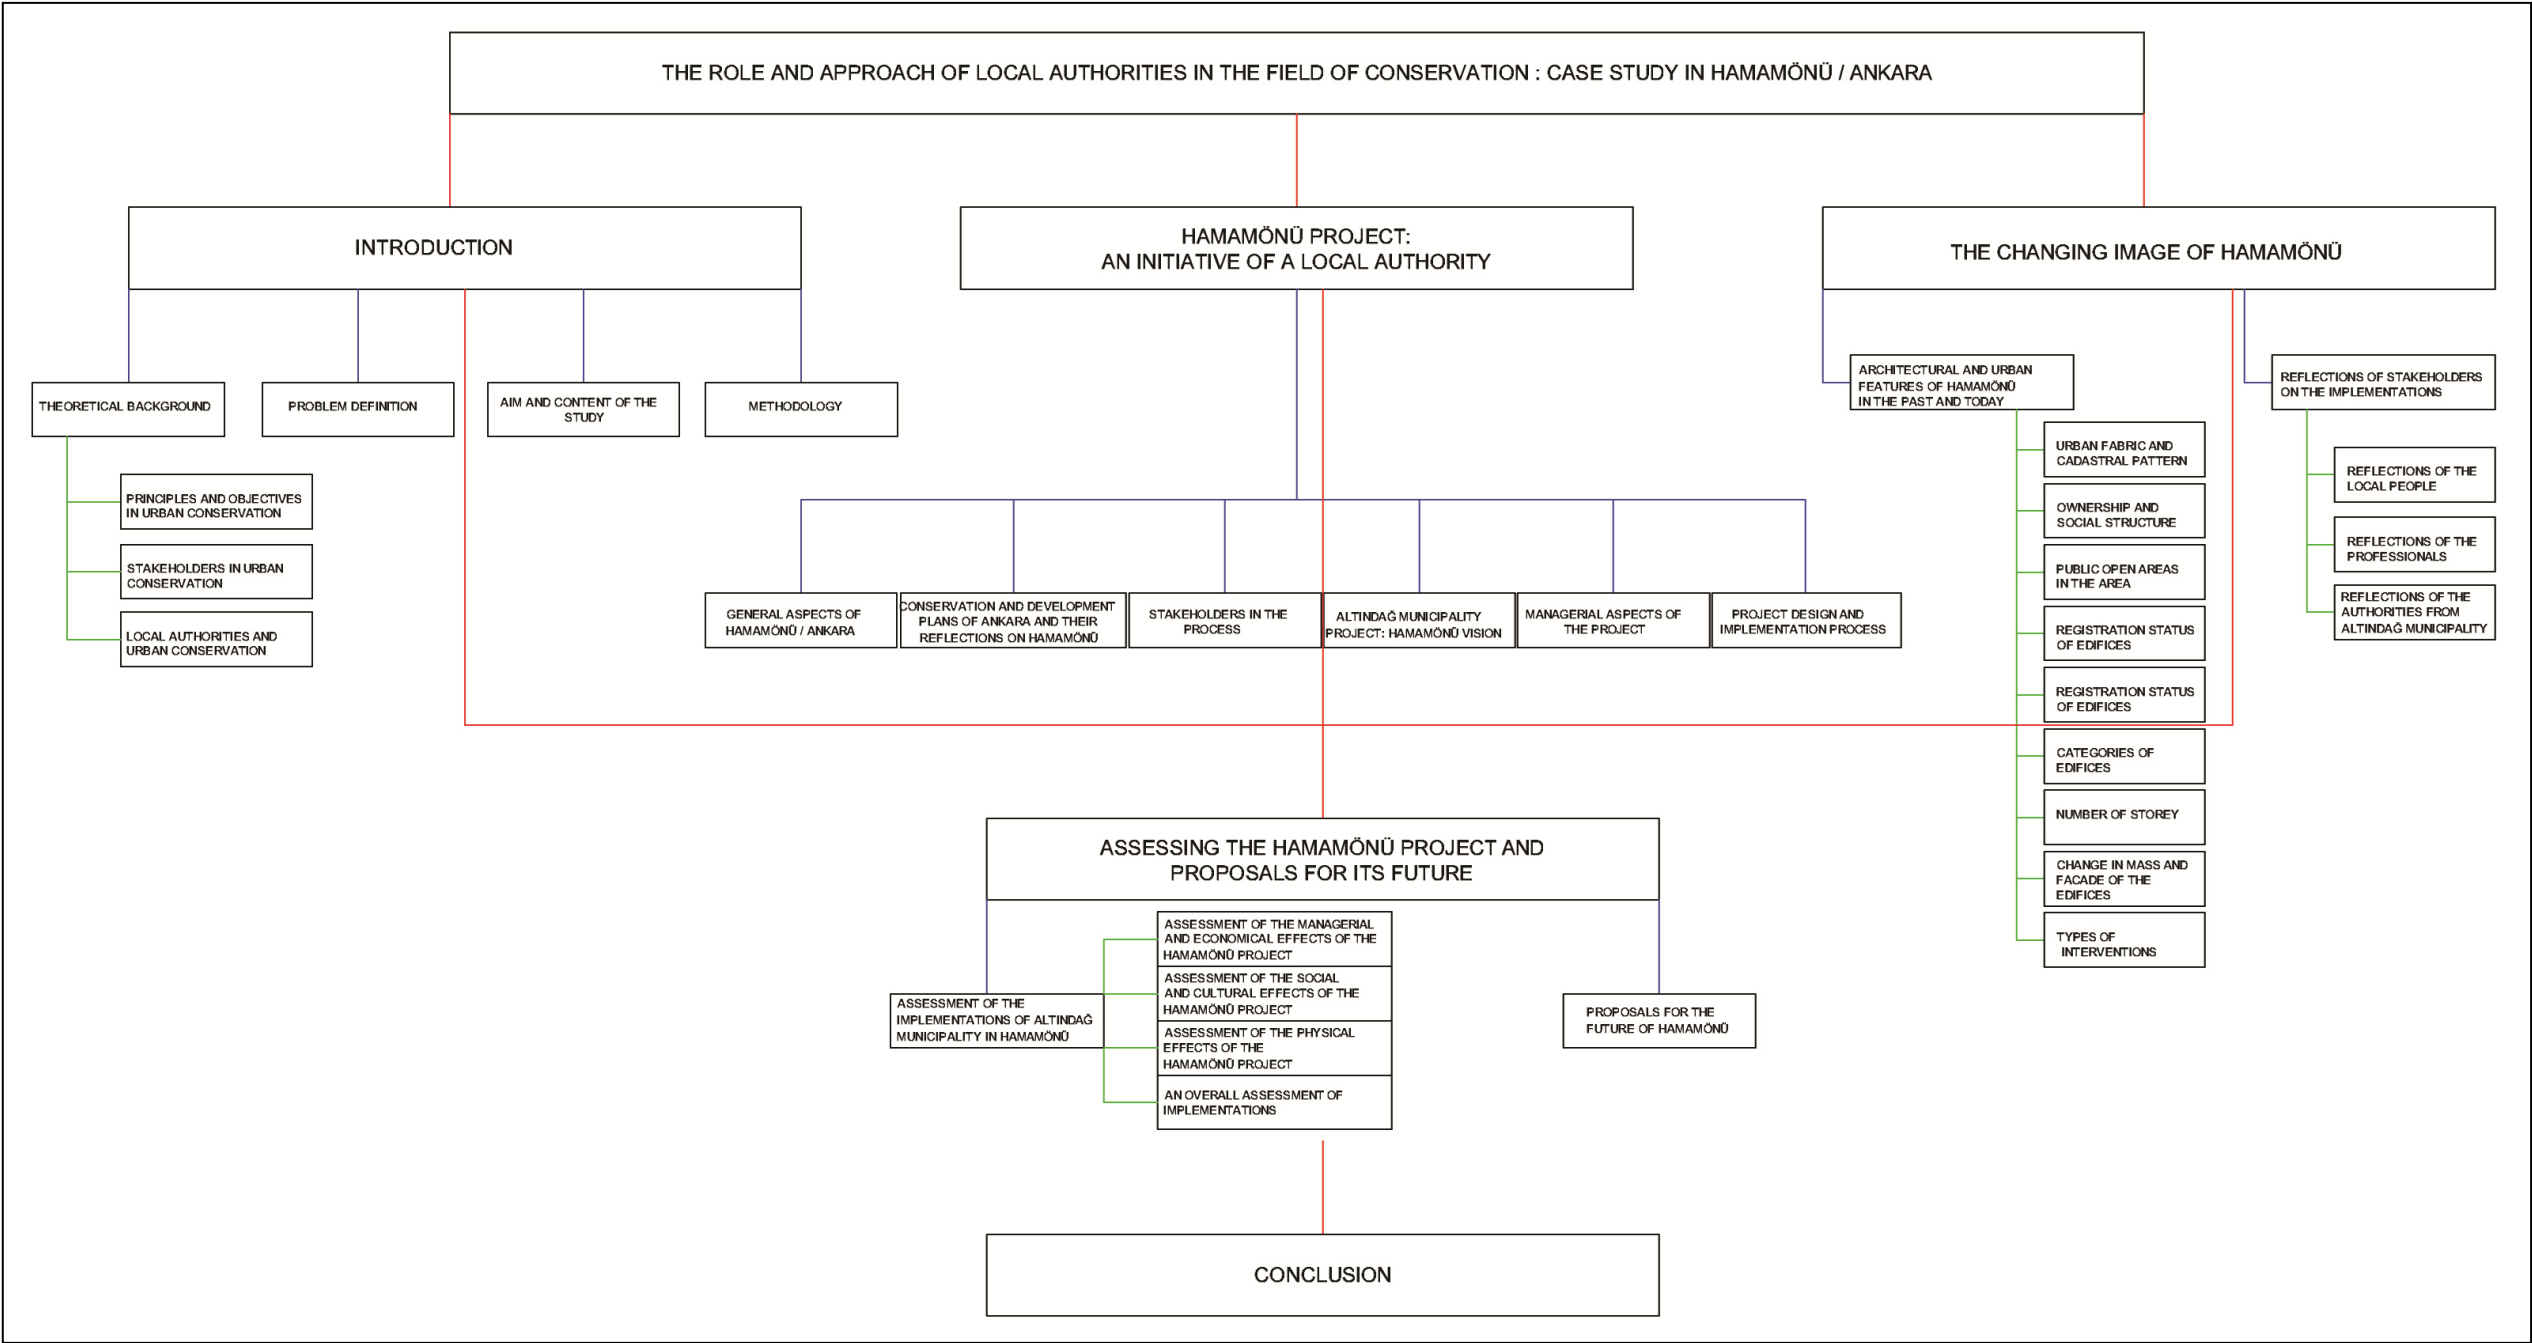 THE ROLE AND APPROACH OF LOCAL AUTHORITIES IN THE FIELD OF CONSERVATION : CASE STUDY IN HAMAMÖNÜ / ANKARA
INTRODUCTION
HAMAMÖNÜ PROJECT:
AN INITIATIVE OF A LOCAL AUTHORITY
THE CHANGING IMAGE OF HAMAMÖNÜ
THEORETICAL BACKGROUND
PROBLEM DEFINITION
AIM AND CONTENT OF THE
STUDY
METHODOLOGY
PRINCIPLES AND OBJECTIVES
IN URBAN CONSERVATION
STAKEHOLDERS IN URBAN
CONSERVATION
LOCAL AUTHORITIES AND
URBAN CONSERVATION
GENERAL ASPECTS OF
HAMAMÖNÜ / ANKARA
CONSERVATION AND DEVELOPMENT
PLANS OF ANKARA AND THEIR
REFLECTIONS ON HAMAMÖNÜ
STAKEHOLDERS IN THE
PROCESS
ALTINDAĞ MUNICIPALITY
PROJECT: HAMAMÖNÜ VISION
MANAGERIAL ASPECTS OF
THE PROJECT
PROJECT DESIGN AND
IMPLEMENTATION PROCESS
ARCHITECTURAL AND URBAN
FEATURES OF HAMAMÖNÜ
IN THE PAST AND TODAY
URBAN FABRIC AND
CADASTRAL PATTERN
OWNERSHIP AND
SOCIAL STRUCTURE
PUBLIC OPEN AREAS
IN THE AREA
REGISTRATION STATUS
OF EDIFICES
REGISTRATION STATUS
OF EDIFICES
CATEGORIES OF
EDIFICES
NUMBER OF STOREY
CHANGE IN MASS AND
FACADE OF THE
EDIFICES
TYPES OF
INTERVENTIONS
REFLECTIONS OF STAKEHOLDERS
ON THE IMPLEMENTATIONS
REFLECTIONS OF THE
LOCAL PEOPLE
REFLECTIONS OF THE
PROFESSIONALS
REFLECTIONS OF THE
AUTHORITIES FROM
ALTINDAĞ MUNICIPALITY
ASSESSING THE HAMAMÖNÜ PROJECT AND
PROPOSALS FOR ITS FUTURE
ASSESSMENT OF THE
IMPLEMENTATIONS OF ALTINDAĞ
MUNICIPALITY IN HAMAMÖNÜ
ASSESSMENT OF THE MANAGERIAL
AND ECONOMICAL EFFECTS OF THE
HAMAMÖNÜ PROJECT
ASSESSMENT OF THE SOCIAL
AND CULTURAL EFFECTS OF THE
HAMAMÖNÜ PROJECT
ASSESSMENT OF THE PHYSICAL
EFFECTS OF THE
HAMAMÖNÜ PROJECT
AN OVERALL ASSESSMENT OF
IMPLEMENTATIONS
PROPOSALS FOR THE
FUTURE OF HAMAMÖNÜ
CONCLUSION